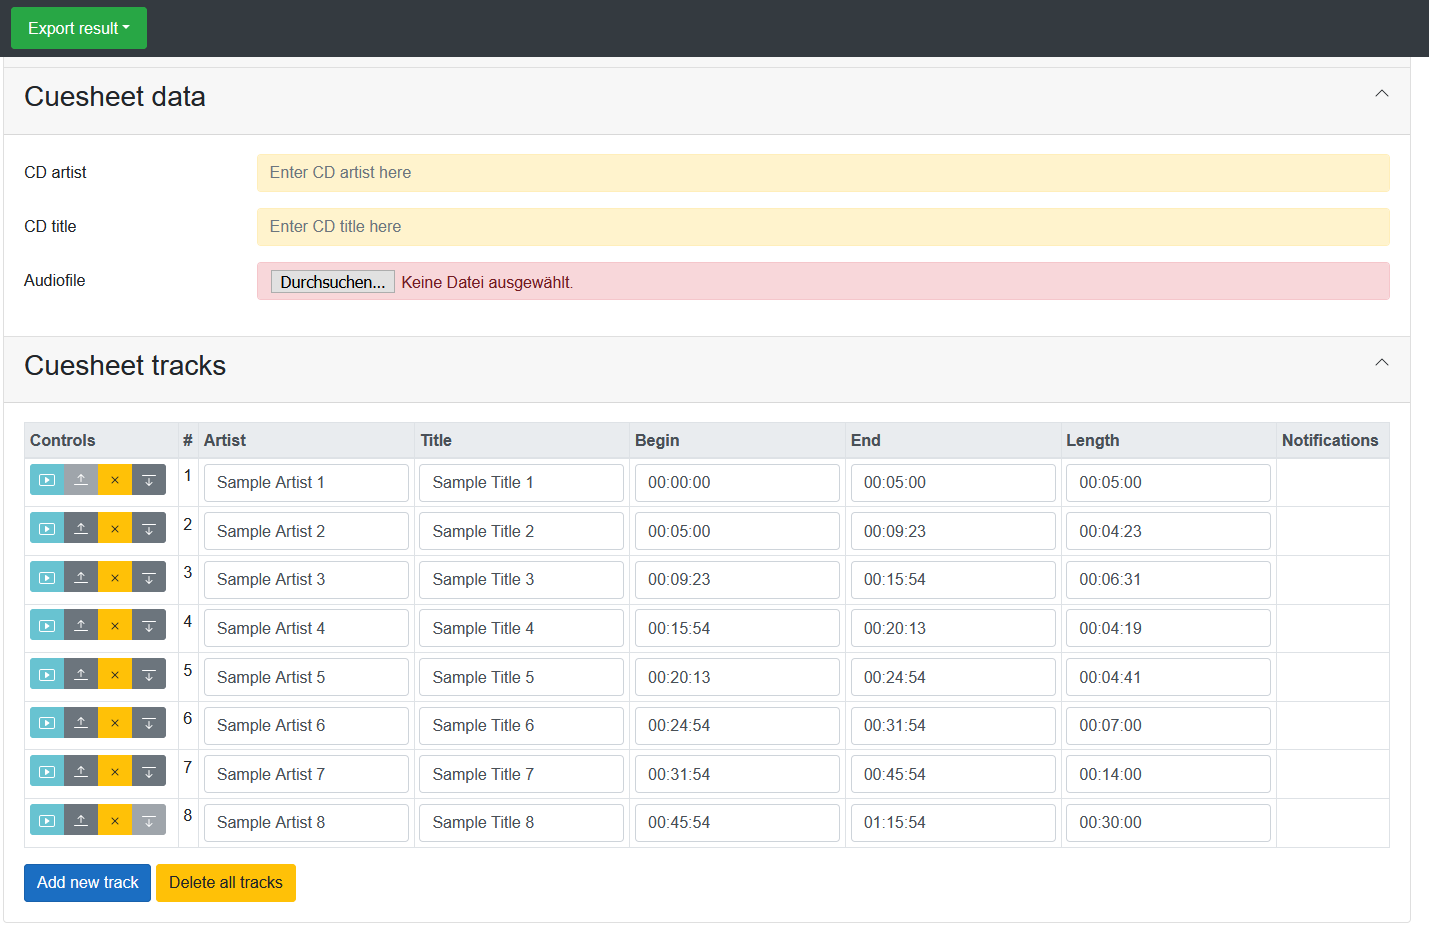 Export result
Cuesheet data
CD artist Enter CD artist here
CD title Enter CD title here
Audiofile Durchsuchen... Keine Datei ausgewählt.
Cuesheet tracks
Controls # Artist Title Begin End Length Notifications
1 Sample Artist 1 Sample Title 1 00:00:00 00:05:00 00:05:00
2 Sample Artist 2 Sample Title 2 00:05:00 00:09:23 00:04:23
3 Sample Artist 3 Sample Title 3 00:09:23 00:15:54 00:06:31
4 Sample Artist 4 Sample Title 4 00:15:54 00:20:13 00:04:19
5 Sample Artist 5 Sample Title 5 00:20:13 00:24:54 00:04:41
6 Sample Artist 6 Sample Title 6 00:24:54 00:31:54 00:07:00
7 Sample Artist 7 Sample Title 7 00:31:54 00:45:54 00:14:00
8 Sample Artist 8 Sample Title 8 00:45:54 01:15:54 00:30:00
Add new track Delete all tracks